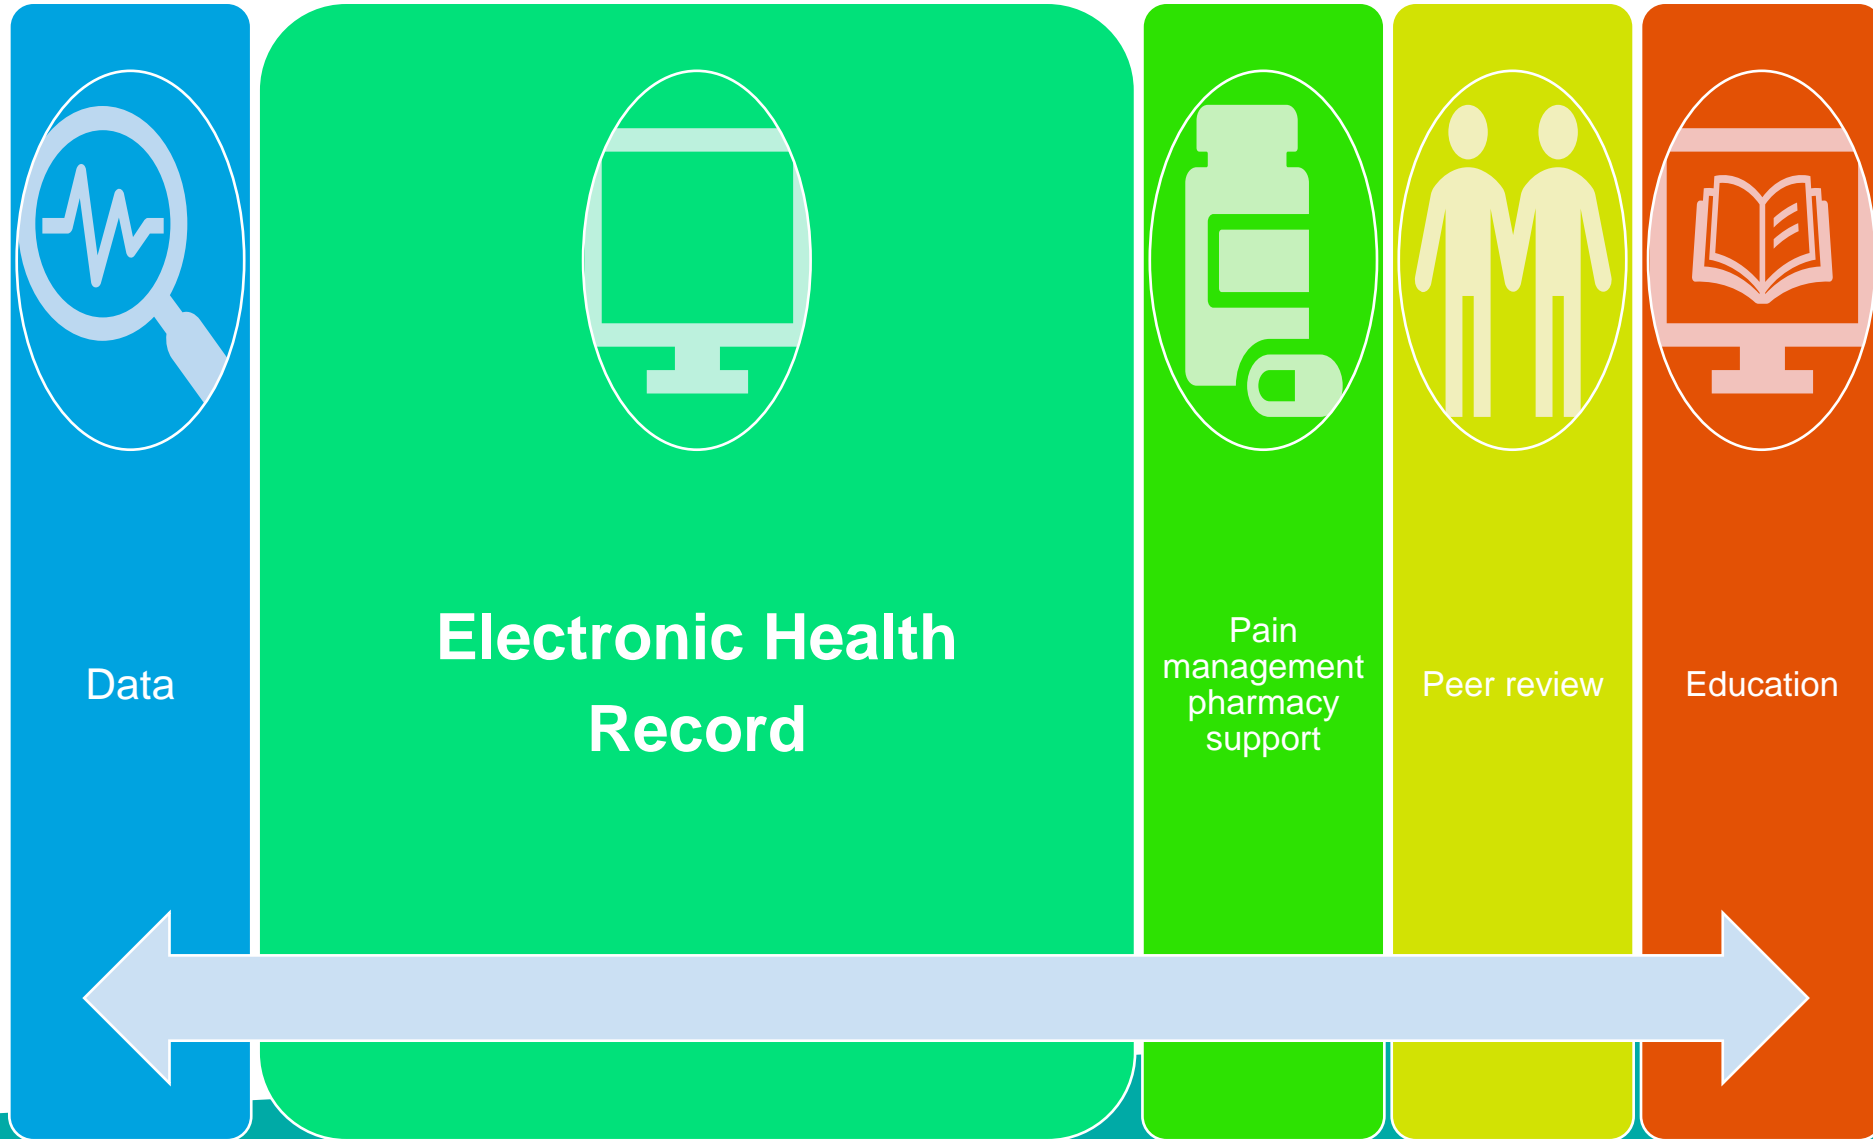 Data
Electronic Health
Record
Pain
management
pharmacy
support
Peer review
Education